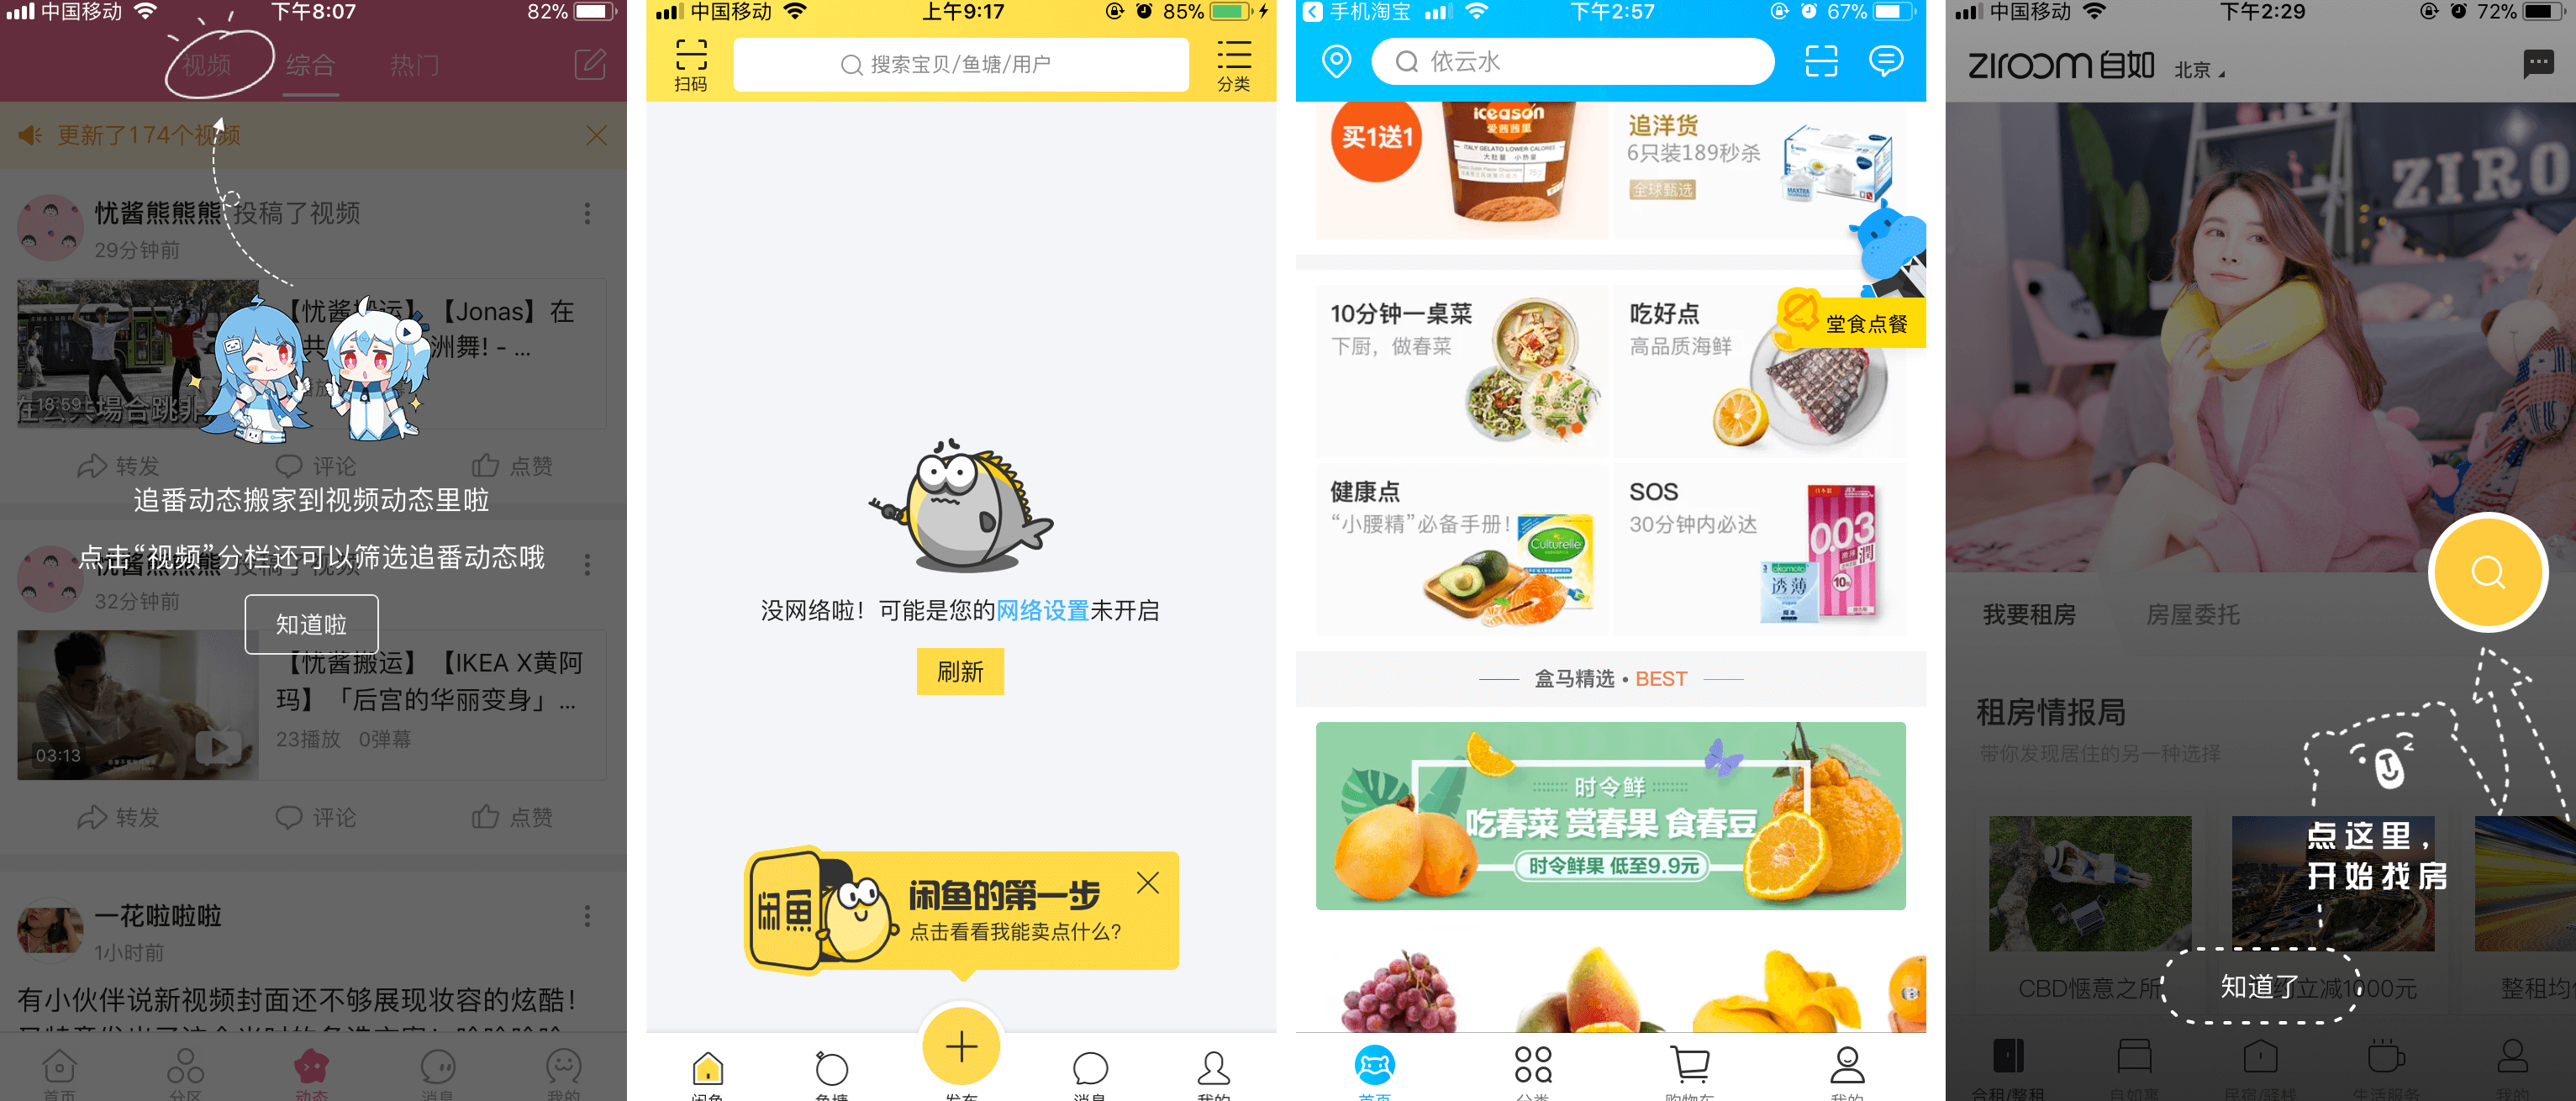 中国移动
下午8:07
82%
视频
综合
热门
更新了174个视频
忧酱熊熊熊 投稿了视频
29分钟前
18:59
在公共場合跳非
转发
评论
点赞
追番动态搬家到视频动态里啦
点击“视频”分栏还可以筛选追番动态哦
32分钟前
知道啦
【忧酱搬运】【IKEA X黄阿
玛】「后宫的华丽变身」...
23播放 0弹幕
03:13
转发
评论
点赞
一花啦啦啦
1小时前
有小伙伴说新视频封面还不够展现妆容的炫酷！
首页
分区
动态
消息
我的
中国移动
上午9:17
85%
扫码
搜索宝贝/鱼塘/用户
分类
没网络啦！可能是您的网络设置未开启
刷新
闲鱼
闲鱼的第一步
点击看看我能卖点什么？
闲鱼
鱼塘
发布
消息
我的
手机淘宝
下午2:57
67%
依云水
买1送1
iceason
爱茜茜里
ITALY GELATO LOWER CALORIE
追洋货
6只装189秒杀
全球甄选
MAXTRA
堂食点餐
10分钟一桌菜
下厨，做春菜
吃好点
高品质海鲜
健康点
“小腰精”必备手册！
Culturelle
SOS
30分钟内必达
0.03
okamoto
透薄
盒马精选 • BEST
时令鲜
吃春菜 赏春果 食春豆
时令鲜果 低至9.9元
首页
分类
购物车
我的
中国移动
下午2:29
72%
ziroom 自如
北京
ZIRO
我要租房
房屋委托
租房情报局
带你发现居住的另一种选择
点这里，
开始找房
知道了
CBD惬意之所
约立减1000元
整租均价
合租/整租
自如寓
民宿/驿栈
生活服务
我的